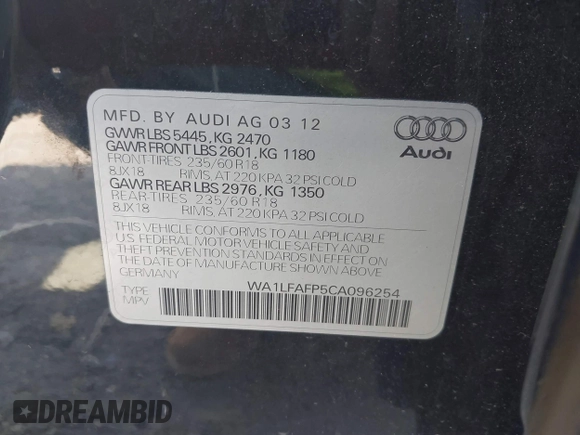 MFD. BY AUDI AG 03 12
GVWR LBS 5445, KG 2470
GAWR FRONT LBS 2601, KG 1180
FRONT-TIRES 235/60 R18
8JX18 RIMS, AT 220 KPA 32 PSI COLD
GAWR REAR LBS 2976, KG 1350
REAR-TIRES 235/60 R18
8JX18 RIMS, AT 220 KPA 32 PSI COLD
THIS VEHICLE CONFORMS TO ALL APPLICABLE
U.S. FEDERAL MOTOR VEHICLE SAFETY AND
THEFT PREVENTION STANDARDS IN EFFECT ON
THE DATE OF MANUFACTURE SHOWN ABOVE.
GERMANY
Audi
WA1LFAFP5CA096254
TYPE
MPV
DREAMBID